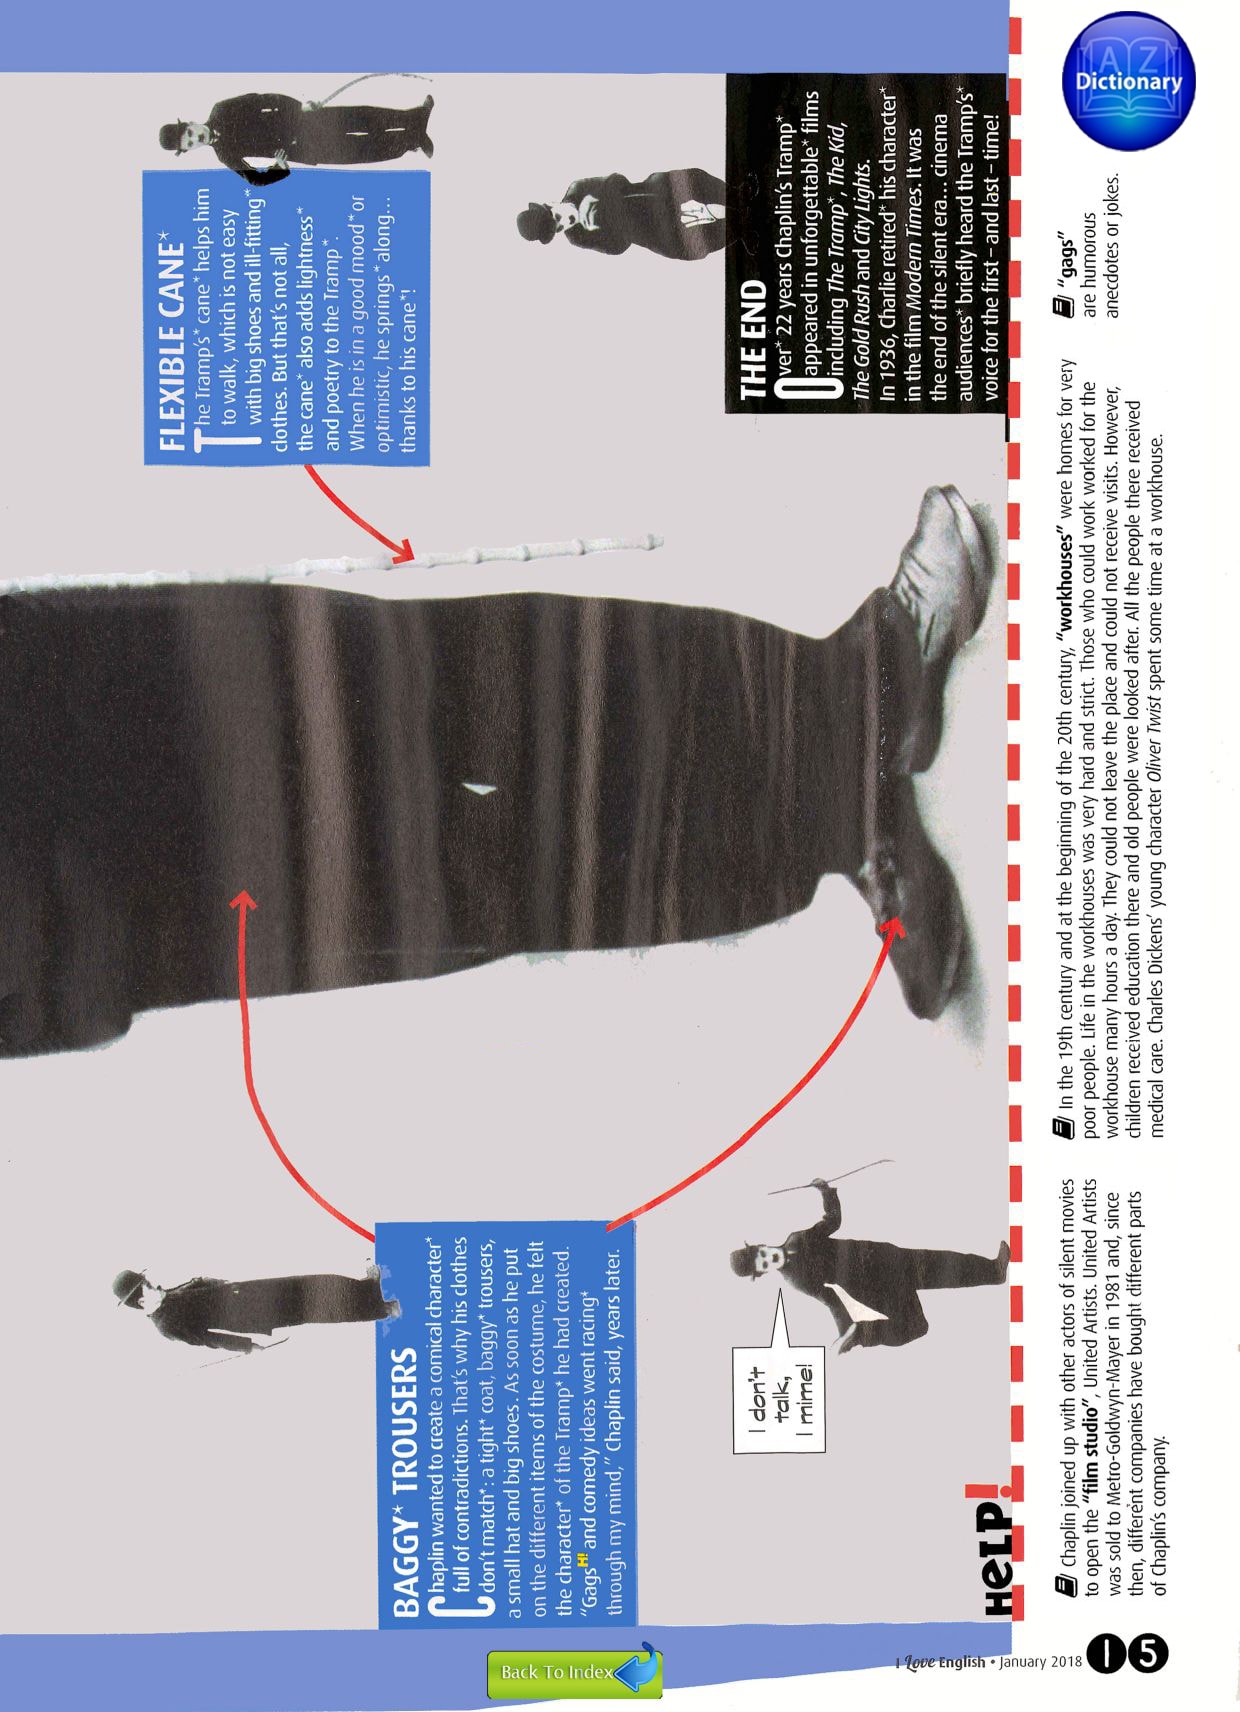 BAGGY* TROUSERS
Chaplin wanted to create a comical character*
full of contradictions. That's why his clothes
don't match*: a tight* coat, baggy* trousers,
a small hat and big shoes. As soon as he put
on the different items of the costume, he felt
the character* of the Tramp* he had created.
"Gags H! and comedy ideas went racing*
through my mind," Chaplin said, years later.
I don't
talk,
I mime!
FLEXIBLE CANE*
The Tramp's* cane* helps him
to walk, which is not easy
with big shoes and ill-fitting*
clothes. But that's not all,
the cane* also adds lightness*
and poetry to the Tramp*.
When he is in a good mood* or
optimistic, he springs* along...
thanks to his cane*!
THE END
Over* 22 years Chaplin's Tramp*
appeared in unforgettable* films
including The Tramp*, The Kid,
The Gold Rush and City Lights.
In 1936, Charlie retired* his character*
in the film Modern Times. It was
the end of the silent era... cinema
audiences* briefly heard the Tramp's*
voice for the first – and last – time!
HELP!
Chaplin joined up with other actors of silent movies
to open the "film studio", United Artists. United Artists
was sold to Metro-Goldwyn-Mayer in 1981 and, since
then, different companies have bought different parts
of Chaplin's company.
In the 19th century and at the beginning of the 20th century, "workhouses" were homes for very
poor people. Life in the workhouses was very hard and strict. Those who could work worked for the
workhouse many hours a day. They could not leave the place and could not receive visits. However,
children received education there and old people were looked after. All the people there received
medical care. Charles Dickens' young character Oliver Twist spent some time at a workhouse.
"gags"
are humorous
anecdotes or jokes.
A Z
Dictionary
Back To Index
I Love English • January 2018
15